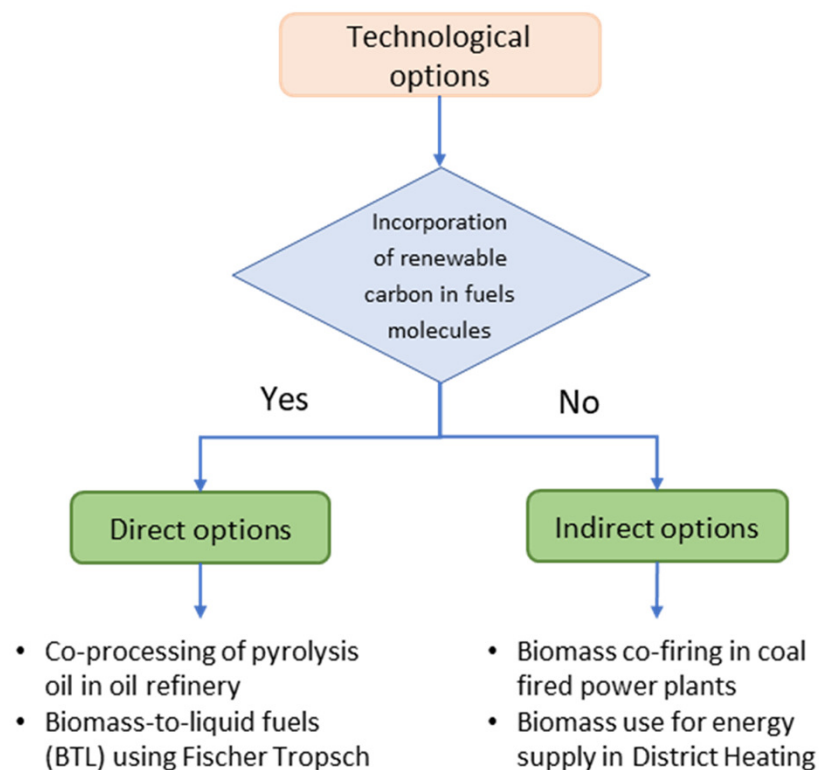 Technological
options
Incorporation
of renewable
carbon in fuels
molecules
Yes
No
Direct options
Indirect options
• Co-processing of pyrolysis
oil in oil refinery
• Biomass-to-liquid fuels
(BTL) using Fischer Tropsch
• Biomass co-firing in coal
fired power plants
• Biomass use for energy
supply in District Heating